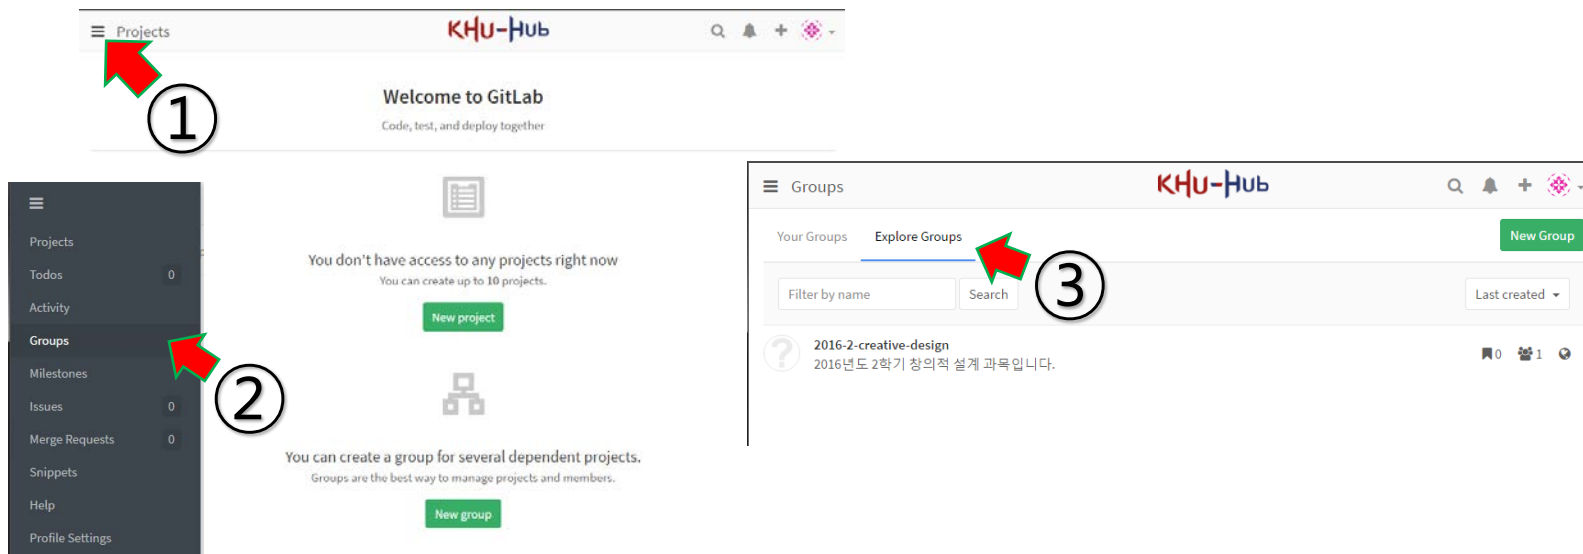 Projects
KHU-HUB
①
Welcome to GitLab
Code, test, and deploy together
You don't have access to any projects right now
You can create up to 10 projects.
New project
You can create a group for several dependent projects.
Groups are the best way to manage projects and members.
New group
Projects
Todos 0
Activity
Groups
②
Milestones
Issues 0
Merge Requests 0
Snippets
Help
Profile Settings
Groups
KHU-HUB
Your Groups Explore Groups
New Group
③
Filter by name Search
Last created
2016-2-creative-design
2016년도 2학기 창의적 설계 과목입니다.
0 1